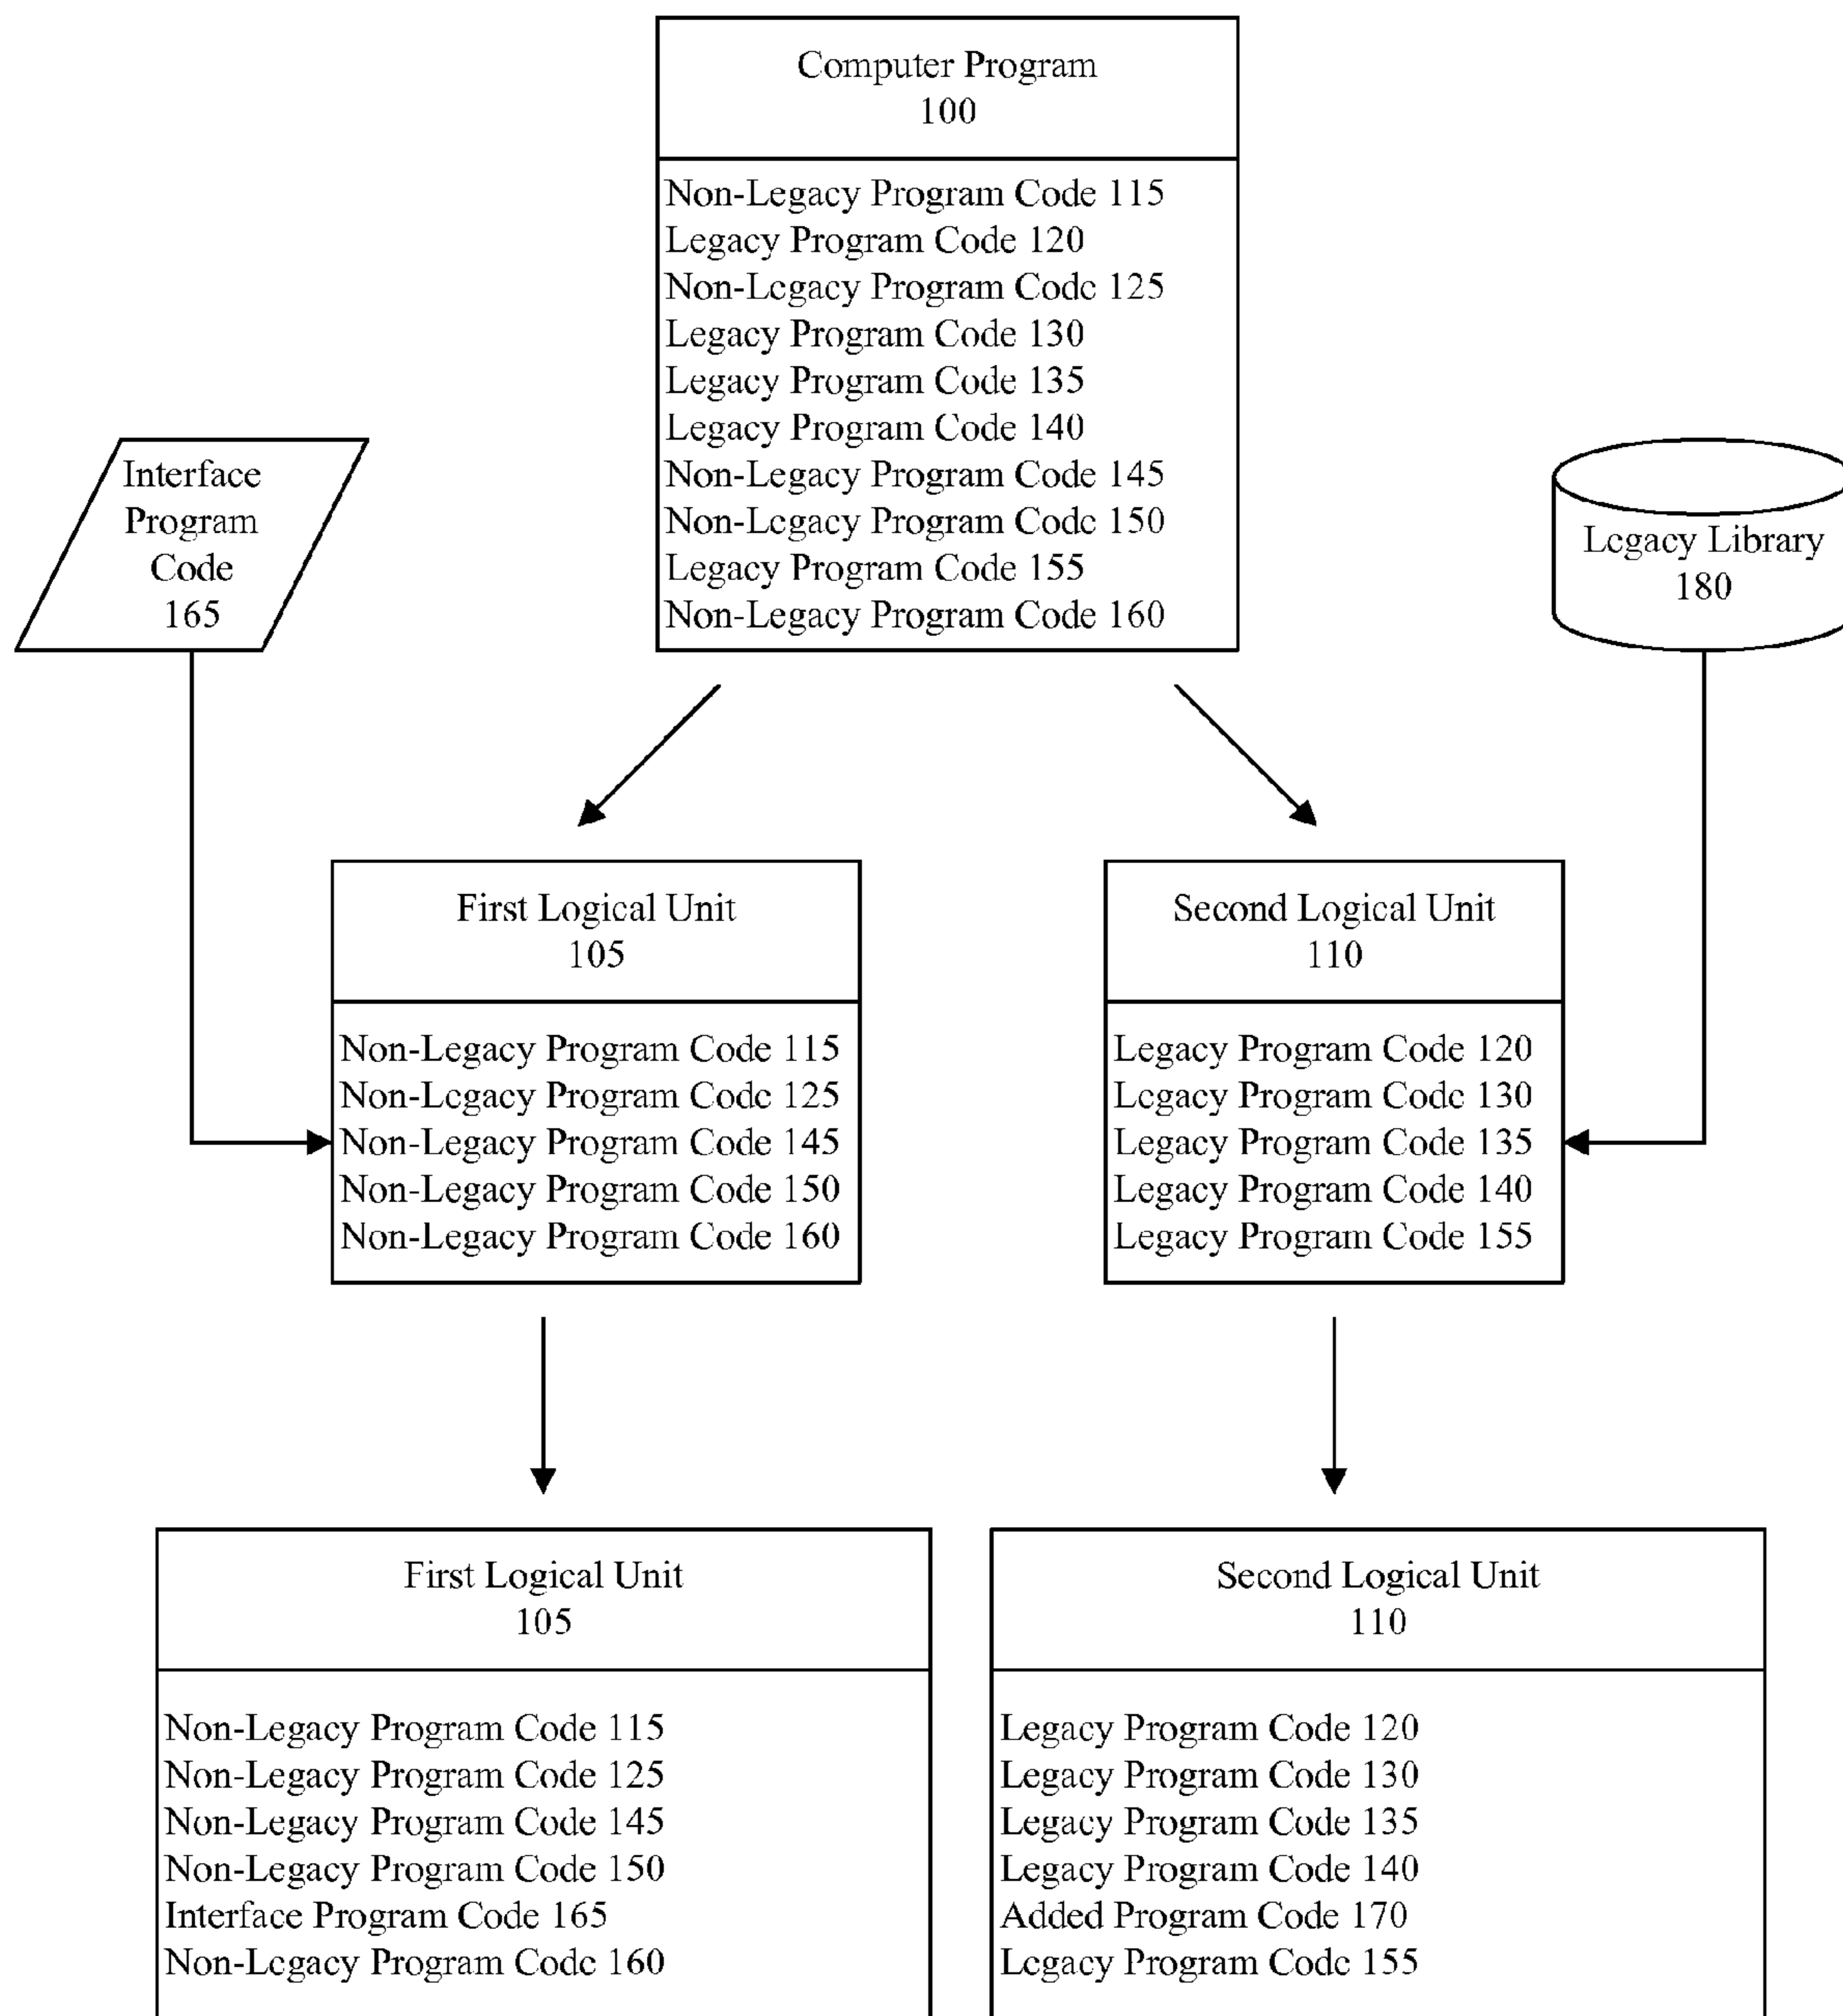 Computer Program
100
Non-Legacy Program Code 115
Legacy Program Code 120
Non-Legacy Program Code 125
Legacy Program Code 130
Legacy Program Code 135
Legacy Program Code 140
Non-Legacy Program Code 145
Non-Legacy Program Code 150
Legacy Program Code 155
Non-Legacy Program Code 160
Interface
Program
Code
165
Legacy Library
180
First Logical Unit
105
Non-Legacy Program Code 115
Non-Legacy Program Code 125
Non-Legacy Program Code 145
Non-Legacy Program Code 150
Non-Legacy Program Code 160
Second Logical Unit
110
Legacy Program Code 120
Legacy Program Code 130
Legacy Program Code 135
Legacy Program Code 140
Legacy Program Code 155
First Logical Unit
105
Non-Legacy Program Code 115
Non-Legacy Program Code 125
Non-Legacy Program Code 145
Non-Legacy Program Code 150
Interface Program Code 165
Non-Legacy Program Code 160
Second Logical Unit
110
Legacy Program Code 120
Legacy Program Code 130
Legacy Program Code 135
Legacy Program Code 140
Added Program Code 170
Legacy Program Code 155